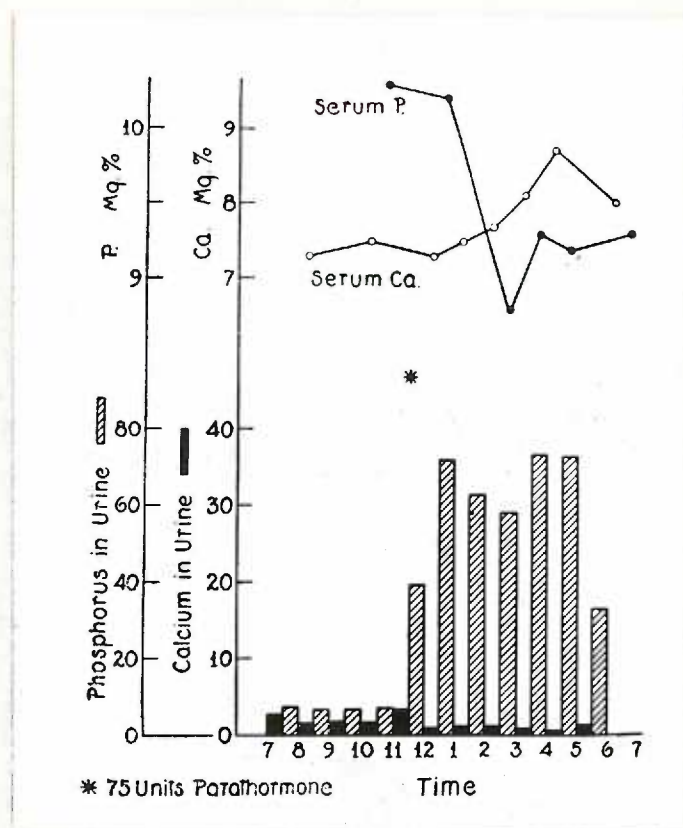 Serum P.
Serum Ca.
P. Mg. %
10
9
Ca. Mg. %
9
8
7
*
Phosphorus in Urine
80
60
40
20
0
Calcium in Urine
40
30
20
10
0
7 8 9 10 11 12 1 2 3 4 5 6 7
* 75 Units Parathormone
Time